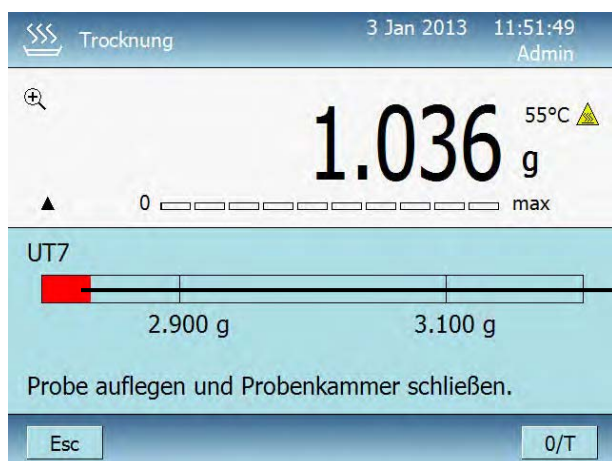 Trocknung
3 Jan 2013 11:51:49
Admin
1.036 g
55°C
0 max
UT7
2.900 g 3.100 g
Probe auflegen und Probenkammer schließen.
Esc 0/T